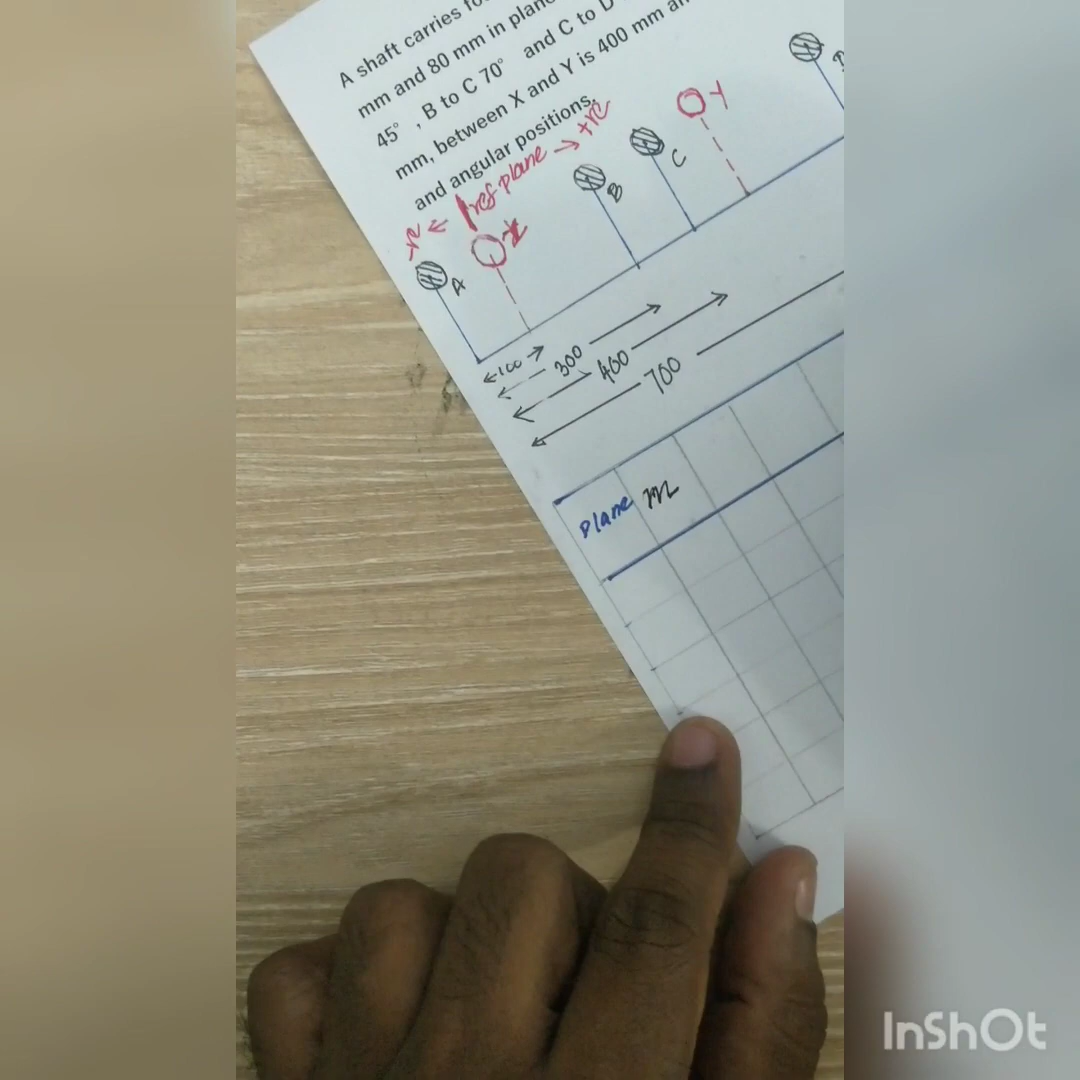 A shaft carries
mm and 80 mm in plane
45° , B to C 70° and C to D
mm, between X and Y is 400 mm
and angular positions.
-ve ← ref plane → +ve
A
X
B
C
Y
D
100
300
400
700
plane m
InShOt